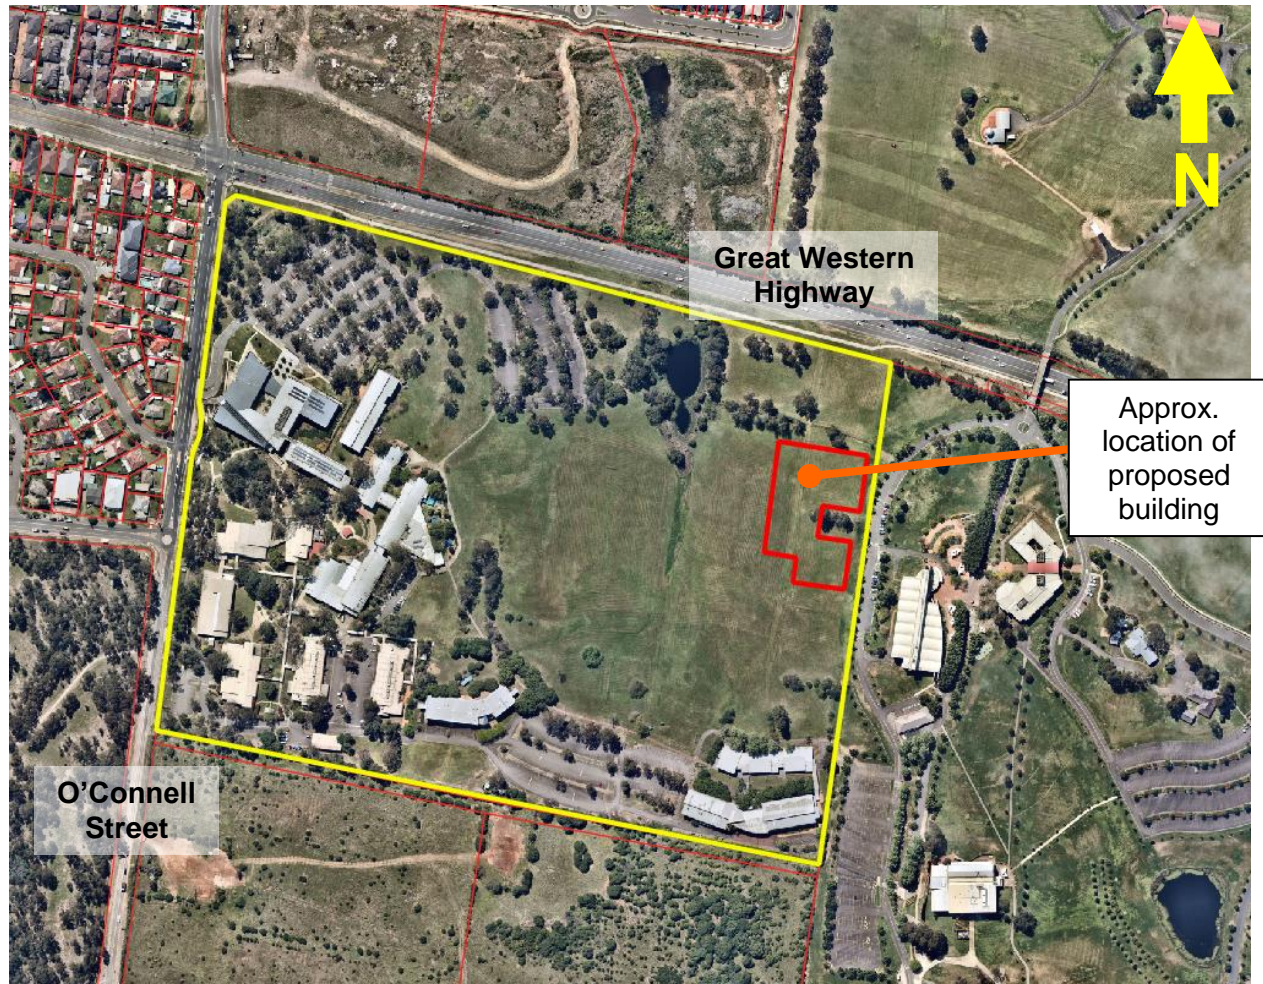 N
Great Western
Highway
Approx.
location of
proposed
building
O'Connell
Street